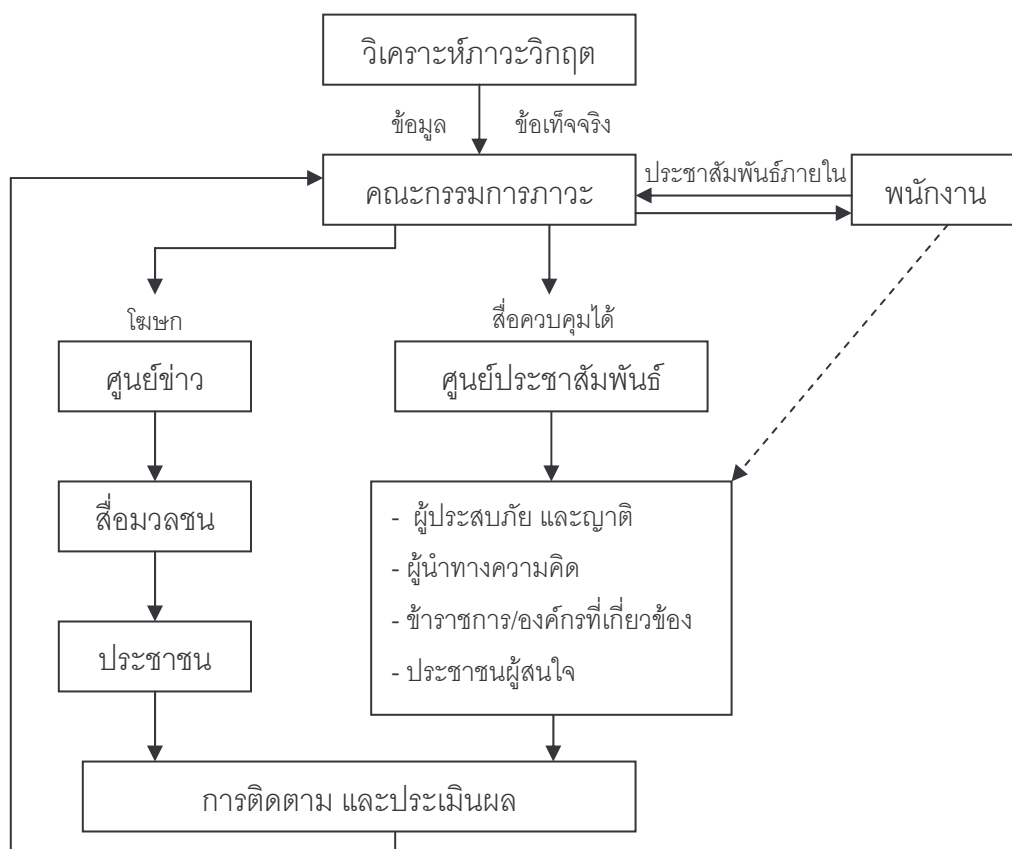 วิเคราะห์ภาวะวิกฤต
ข้อมูล ข้อเท็จจริง
คณะกรรมการภาวะ
ประชาสัมพันธ์ภายใน
พนักงาน
โฆษก
สื่อควบคุมได้
ศูนย์ข่าว
ศูนย์ประชาสัมพันธ์
สื่อมวลชน
- ผู้ประสบภัย และญาติ
- ผู้นำทางความคิด
- ข้าราชการ/องค์กรที่เกี่ยวข้อง
- ประชาชนผู้สนใจ
ประชาชน
การติดตาม และประเมินผล